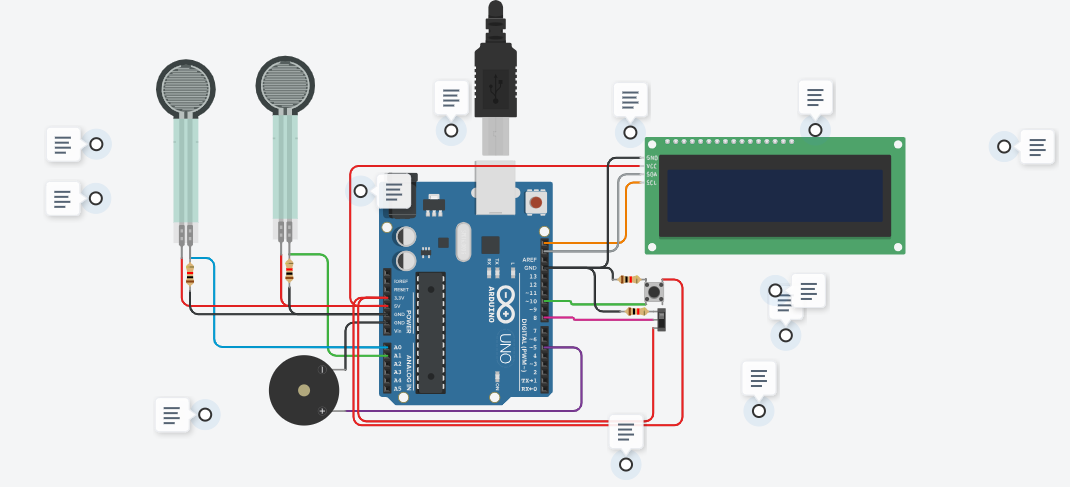 GND
VCC
SDA
SCL
AREF
GND
13
12
~11
~10
~9
8
7
~6
~5
4
~3
2
TX→1
RX←0
DIGITAL (PWM~)
IOREF
RESET
3.3V
5V
GND
GND
Vin
POWER
A0
A1
A2
A3
A4
A5
ANALOG IN
RX
TX
L
ARDUINO
UNO
ON